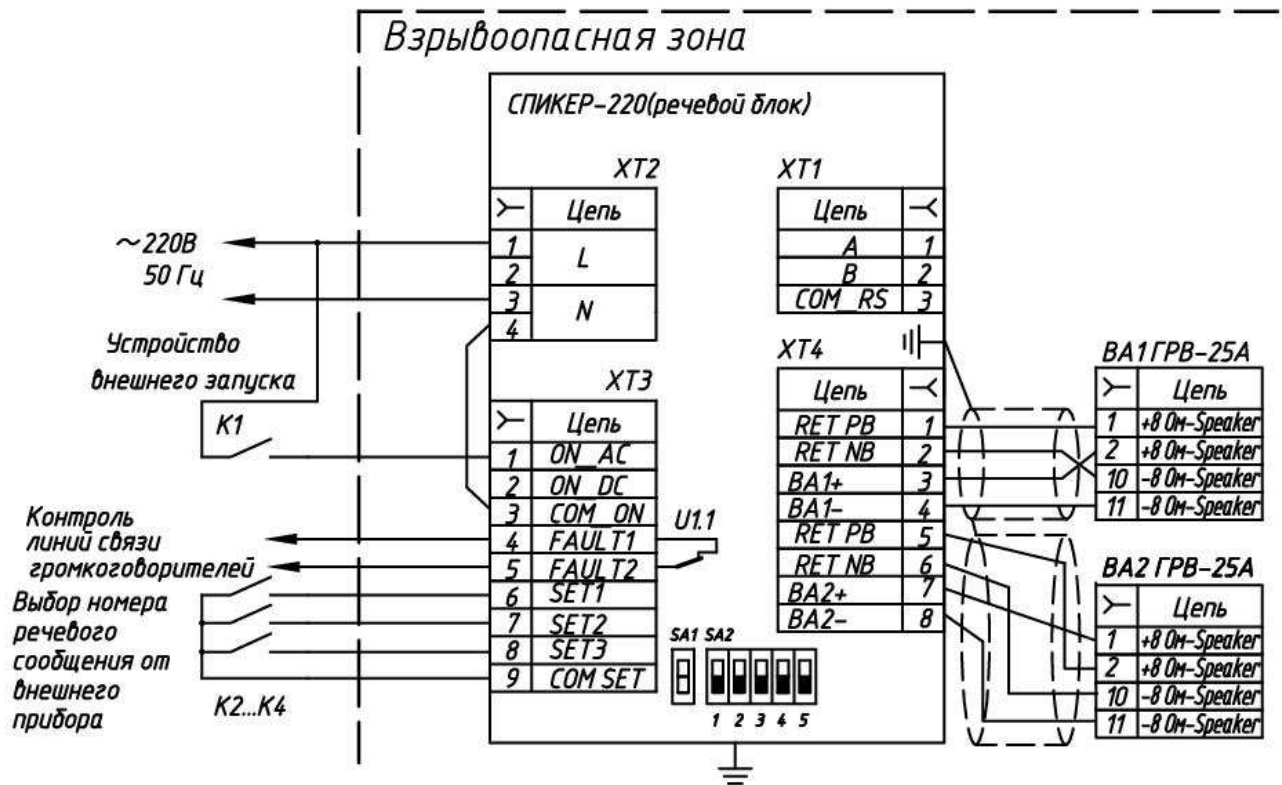 Взрывоопасная зона
СПИКЕР-220(речевой блок)
XT2
Цепь
1
L
2
3
N
4
~220В
50 Гц
Устройство
внешнего запуска
K1
XT3
Цепь
1 ON_AC
2 ON_DC
3 COM_ON
4 FAULT1
5 FAULT2
6 SET1
7 SET2
8 SET3
9 COM SET
U1.1
Контроль
линий связи
громкоговорителей
Выбор номера
речевого
сообщения от
внешнего
прибора
K2...K4
SA1 SA2
1 2 3 4 5
XT1
Цепь
A 1
B 2
COM_RS 3
XT4
Цепь
RET PB 1
RET NB 2
BA1+ 3
BA1- 4
RET PB 5
RET NB 6
BA2+ 7
BA2- 8
BA1 ГРВ-25А
Цепь
1 +8 Ом-Speaker
2 +8 Ом-Speaker
10 -8 Ом-Speaker
11 -8 Ом-Speaker
BA2 ГРВ-25А
Цепь
1 +8 Ом-Speaker
2 +8 Ом-Speaker
10 -8 Ом-Speaker
11 -8 Ом-Speaker